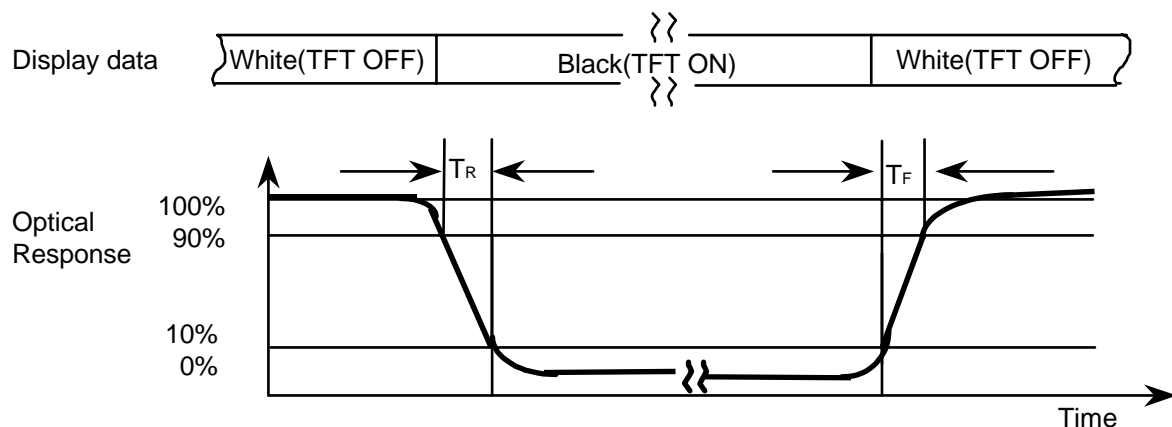 Display data
White(TFT OFF)
Black(TFT ON)
White(TFT OFF)
TR
TF
Optical
Response
100%
90%
10%
0%
Time